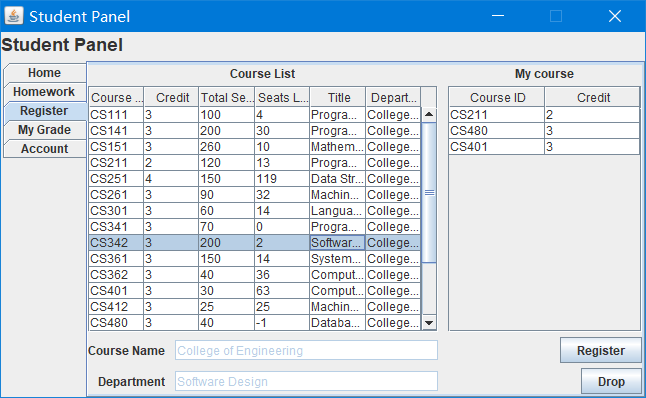 Student Panel
Student Panel
Home
Homework
Register
My Grade
Account
Course List
Course ... Credit Total Se... Seats L... Title Depart...
CS111 3 100 4 Progra... College...
CS141 3 200 30 Progra... College...
CS151 3 260 10 Mathem... College...
CS211 2 120 13 Progra... College...
CS251 4 150 119 Data Str... College...
CS261 3 90 32 Machin... College...
CS301 3 60 14 Langua... College...
CS341 3 70 0 Progra... College...
CS342 3 200 2 Softwar... College...
CS361 3 150 14 System... College...
CS362 3 40 36 Comput... College...
CS401 3 30 63 Comput... College...
CS412 3 25 25 Machin... College...
CS480 3 40 -1 Databa... College...
My course
Course ID Credit
CS211 2
CS480 3
CS401 3
Course Name College of Engineering
Register
Department Software Design
Drop